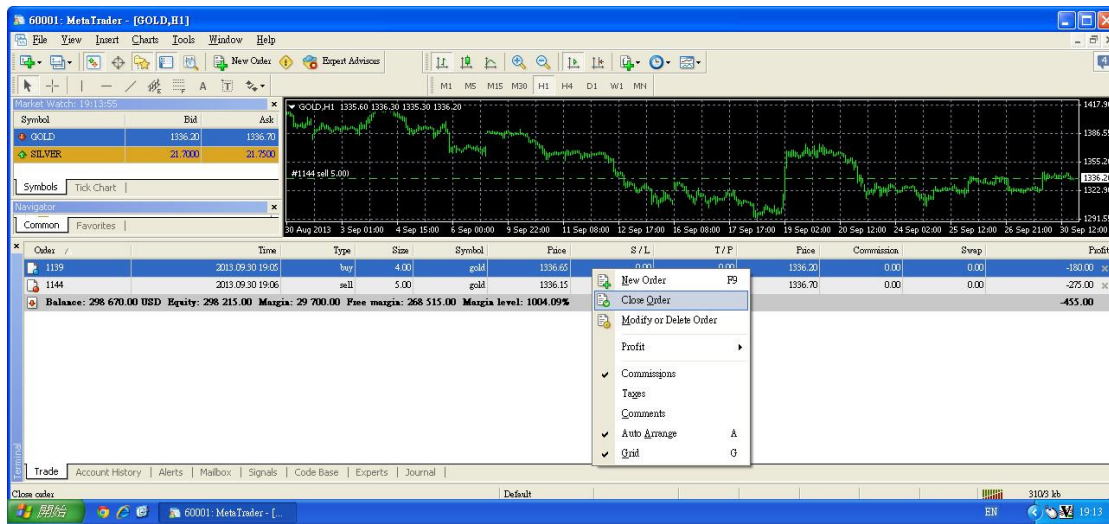 60001: MetaTrader - [GOLD,H1]
File View Insert Charts Tools Window Help
New Order Expert Advisors
4
A T M1 M5 M15 M30 H1 H4 D1 W1 MN
Market Watch: 19:13:55
Symbol Bid Ask
GOLD 1336.20 1336.70
SILVER 21.7000 21.7500
Symbols Tick Chart
Navigator
Common Favorites
GOLD,H1 1335.60 1336.30 1335.30 1336.20
#1144 sell 5.00)
1417.90
1386.55
1355.20
1336.20
1322.90
1291.55
30 Aug 2013 3 Sep 01:00 4 Sep 15:00 6 Sep 00:00 9 Sep 22:00 11 Sep 08:00 12 Sep 17:00 17 Sep 12:00 19 Sep 02:00 20 Sep 12:00 24 Sep 02:00 25 Sep 12:00 26 Sep 21:00 30 Sep 12:00
Order / Time Type Size Symbol Price S / L T / P Price Commission Swap Profit
1139 2013.09.30 19:05 buy 4.00 gold 1336.65 0.00 0.00 1336.20 0.00 0.00 -180.00
1144 2013.09.30 19:06 sell 5.00 gold 1336.15 1336.70 0.00 0.00 -275.00
Balance: 298 670.00 USD Equity: 298 215.00 Margin: 29 700.00 Free margin: 268 515.00 Margin level: 1004.09% -455.00
New Order F9
Close Order
Modify or Delete Order
Profit
Commissions
Taxes
Comments
Auto Arrange A
Grid G
Terminal
Trade Account History Alerts Mailbox Signals Code Base Experts Journal
Close order Default 310/3 kb
開始 60001: MetaTrader - [... EN 19:13